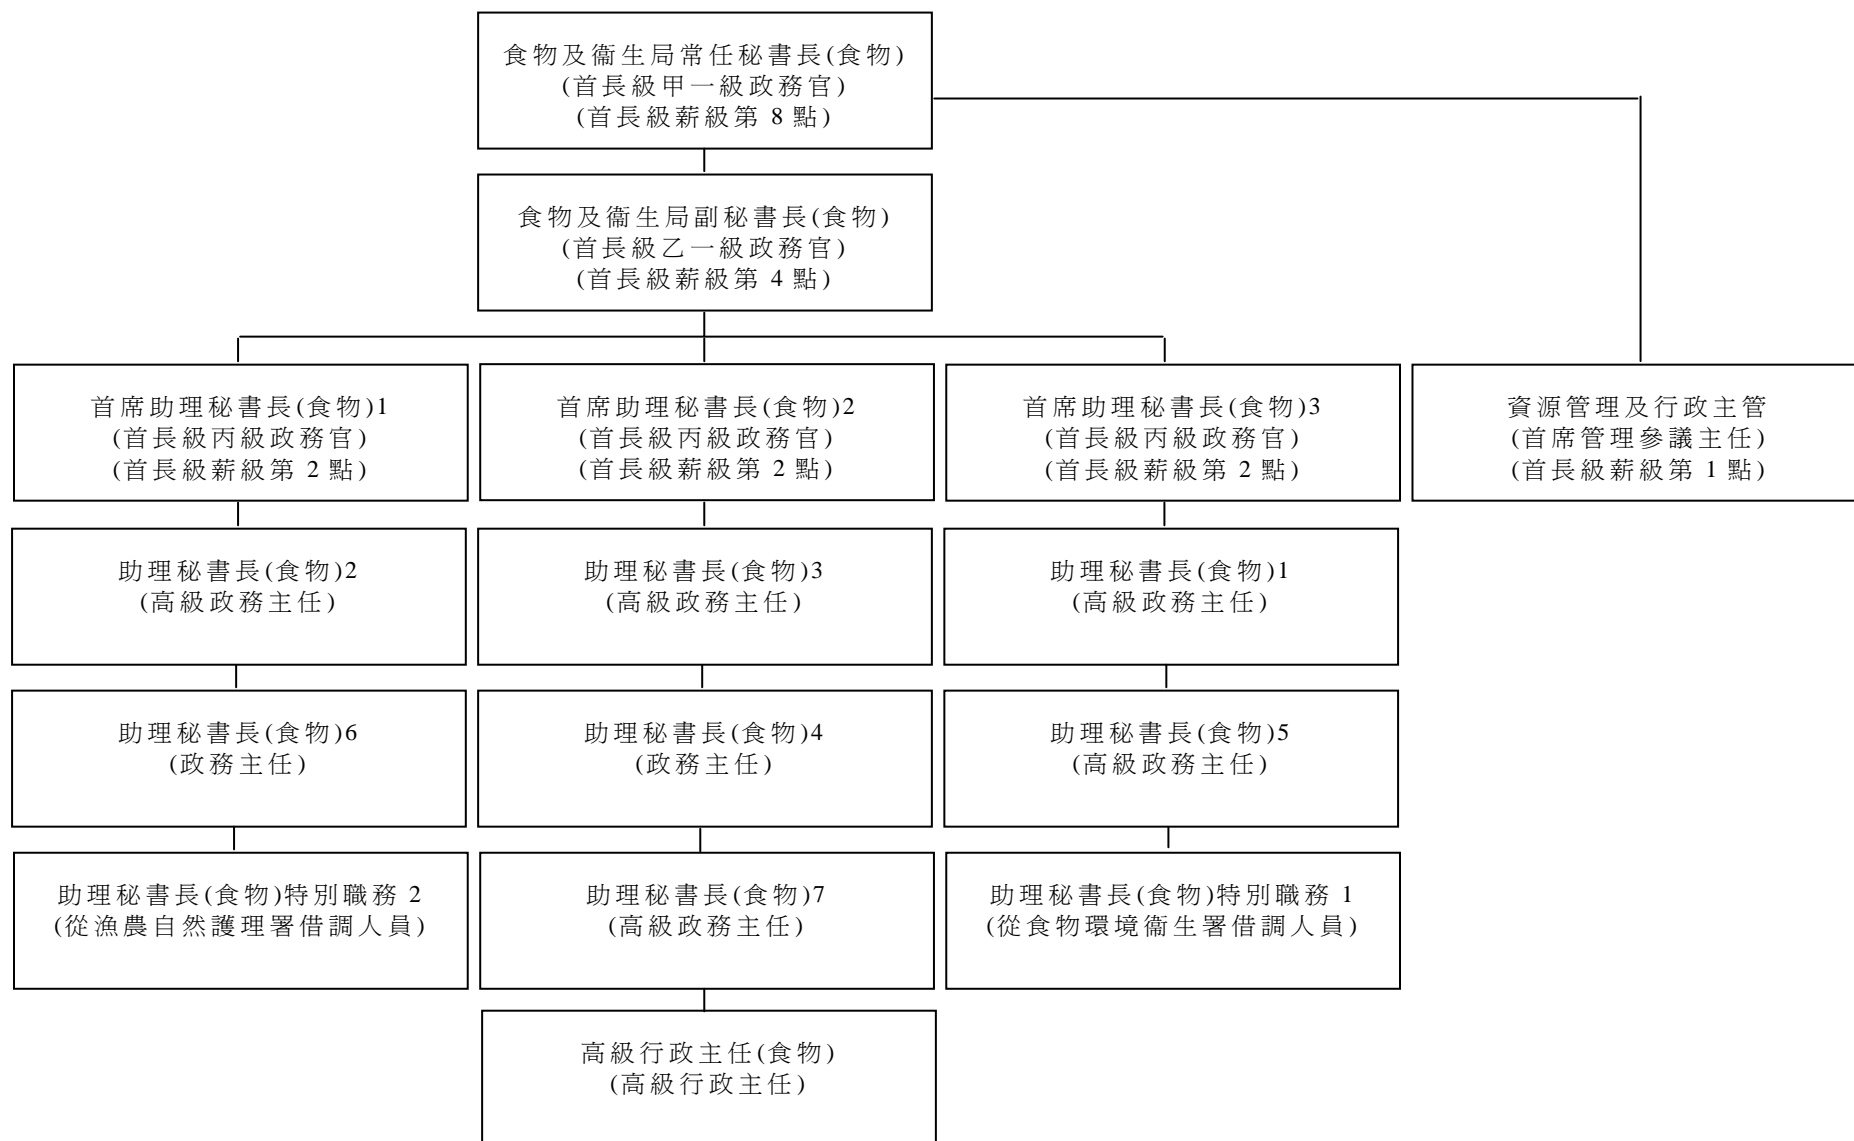 食物及衞生局常任秘書長(食物)
(首長級甲一級政務官)
(首長級薪級第 8 點)
食物及衞生局副秘書長(食物)
(首長級乙一級政務官)
(首長級薪級第 4 點)
首席助理秘書長(食物)1
(首長級丙級政務官)
(首長級薪級第 2 點)
首席助理秘書長(食物)2
(首長級丙級政務官)
(首長級薪級第 2 點)
首席助理秘書長(食物)3
(首長級丙級政務官)
(首長級薪級第 2 點)
資源管理及行政主管
(首席管理參議主任)
(首長級薪級第 1 點)
助理秘書長(食物)2
(高級政務主任)
助理秘書長(食物)3
(高級政務主任)
助理秘書長(食物)1
(高級政務主任)
助理秘書長(食物)6
(政務主任)
助理秘書長(食物)4
(政務主任)
助理秘書長(食物)5
(高級政務主任)
助理秘書長(食物)特別職務 2
(從漁農自然護理署借調人員)
助理秘書長(食物)7
(高級政務主任)
助理秘書長(食物)特別職務 1
(從食物環境衞生署借調人員)
高級行政主任(食物)
(高級行政主任)